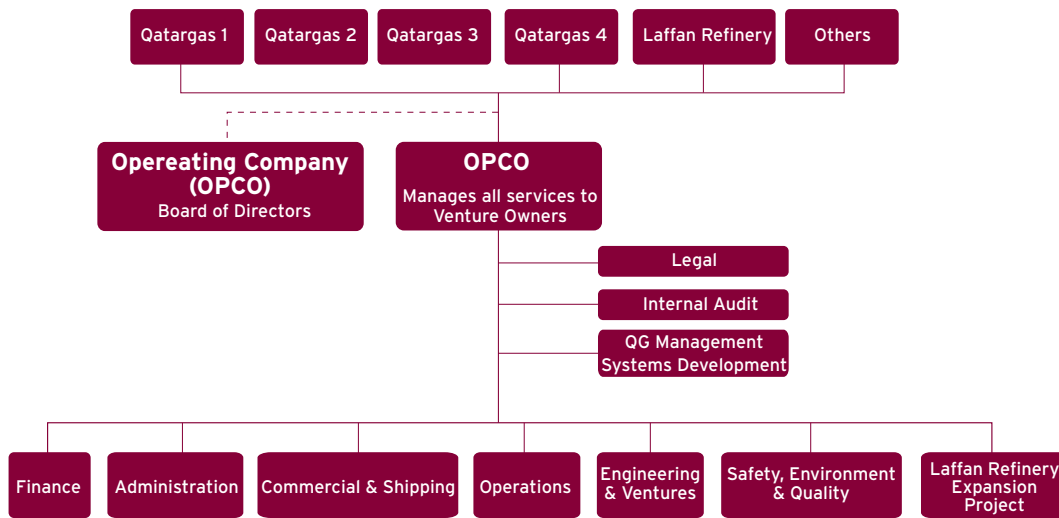 Qatargas 1
Qatargas 2
Qatargas 3
Qatargas 4
Laffan Refinery
Others
Opereating Company
(OPCO)
Board of Directors
OPCO
Manages all services to
Venture Owners
Legal
Internal Audit
QG Management
Systems Development
Finance
Administration
Commercial & Shipping
Operations
Engineering
& Ventures
Safety, Environment
& Quality
Laffan Refinery
Expansion
Project